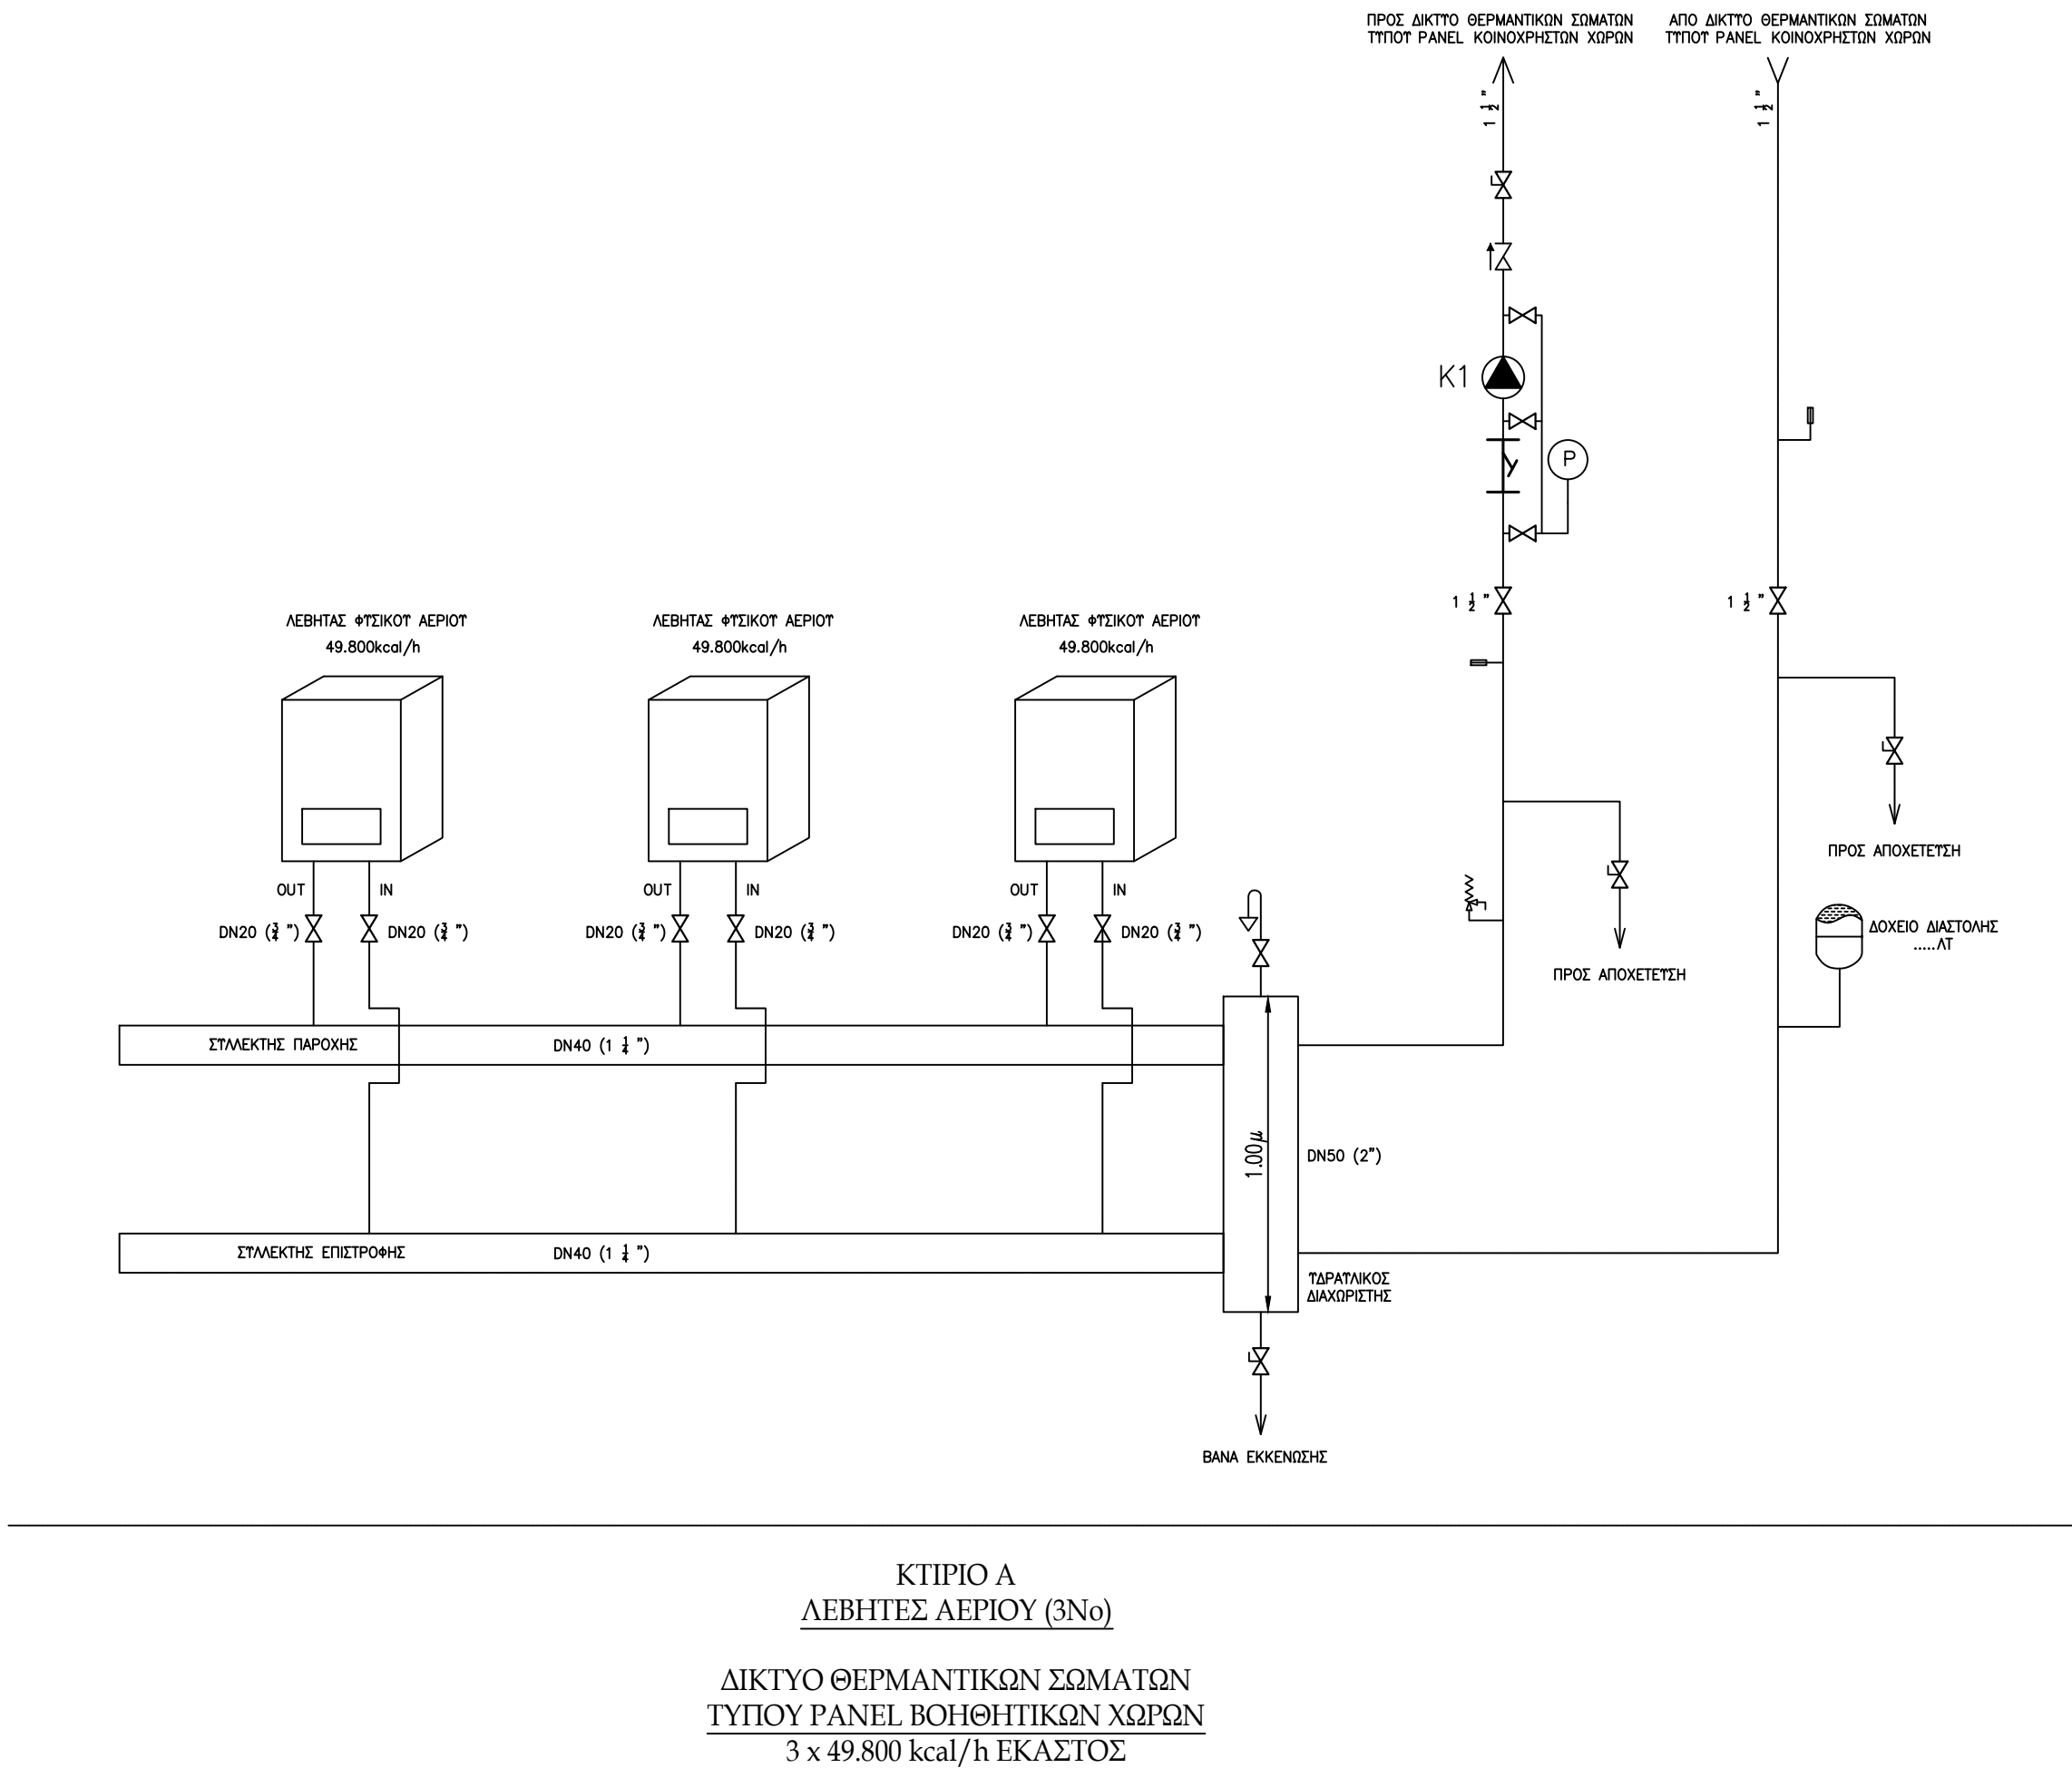 ΠΡΟΣ ΔΙΚΤΥΟ ΘΕΡΜΑΝΤΙΚΩΝ ΣΩΜΑΤΩΝ
ΤΥΠΟΥ PANEL ΚΟΙΝΟΧΡΗΣΤΩΝ ΧΩΡΩΝ
ΑΠΟ ΔΙΚΤΥΟ ΘΕΡΜΑΝΤΙΚΩΝ ΣΩΜΑΤΩΝ
ΤΥΠΟΥ PANEL ΚΟΙΝΟΧΡΗΣΤΩΝ ΧΩΡΩΝ
1 1/2 "
1 1/2 "
K1
P
1 1/2 "
1 1/2 "
ΛΕΒΗΤΑΣ ΦΥΣΙΚΟΥ ΑΕΡΙΟΥ
49.800kcal/h
ΛΕΒΗΤΑΣ ΦΥΣΙΚΟΥ ΑΕΡΙΟΥ
49.800kcal/h
ΛΕΒΗΤΑΣ ΦΥΣΙΚΟΥ ΑΕΡΙΟΥ
49.800kcal/h
OUT
IN
OUT
IN
OUT
IN
DN20 (3/4 ")
DN20 (3/4 ")
DN20 (3/4 ")
DN20 (3/4 ")
DN20 (3/4 ")
DN20 (3/4 ")
ΠΡΟΣ ΑΠΟΧΕΤΕΥΣΗ
ΠΡΟΣ ΑΠΟΧΕΤΕΥΣΗ
ΔΟΧΕΙΟ ΔΙΑΣΤΟΛΗΣ
.....ΛΤ
ΣΥΛΛΕΚΤΗΣ ΠΑΡΟΧΗΣ
DN40 (1 1/4 ")
1.00μ
DN50 (2")
ΣΥΛΛΕΚΤΗΣ ΕΠΙΣΤΡΟΦΗΣ
DN40 (1 1/4 ")
ΥΔΡΑΥΛΙΚΟΣ
ΔΙΑΧΩΡΙΣΤΗΣ
ΒΑΝΑ ΕΚΚΕΝΩΣΗΣ
ΚΤΙΡΙΟ Α
ΛΕΒΗΤΕΣ ΑΕΡΙΟΥ (3Νο)
ΔΙΚΤΥΟ ΘΕΡΜΑΝΤΙΚΩΝ ΣΩΜΑΤΩΝ
ΤΥΠΟΥ PANEL ΒΟΗΘΗΤΙΚΩΝ ΧΩΡΩΝ
3 x 49.800 kcal/h ΕΚΑΣΤΟΣ